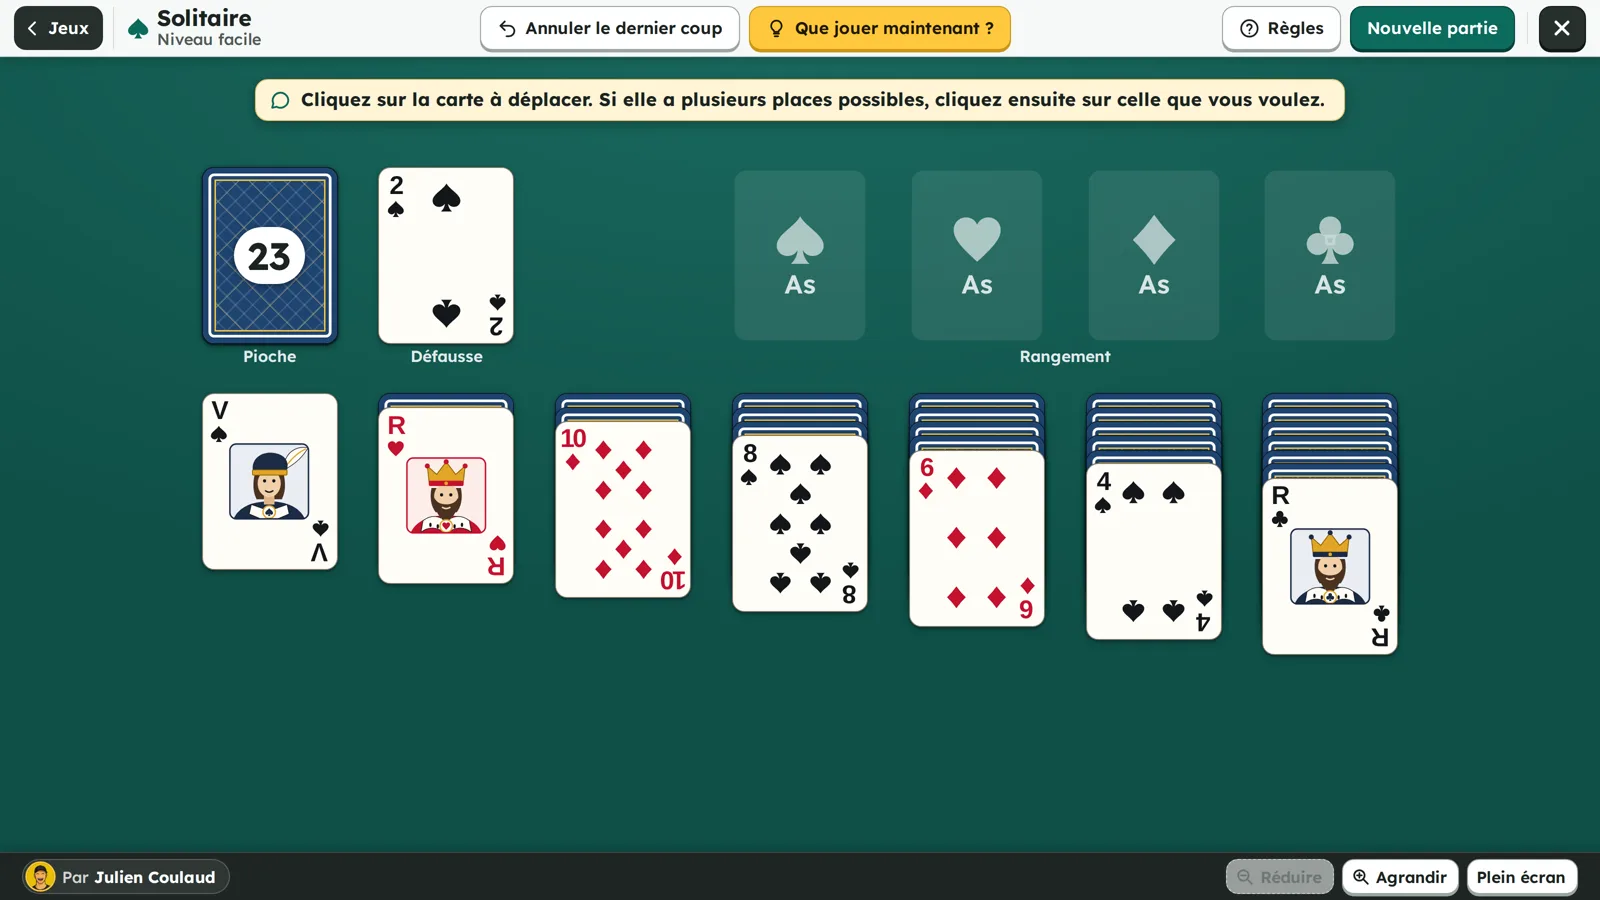 Jeux
Solitaire
Niveau facile
Annuler le dernier coup
Que jouer maintenant ?
Règles
Nouvelle partie
Cliquez sur la carte à déplacer. Si elle a plusieurs places possibles, cliquez ensuite sur celle que vous voulez.
23
2
2
As
As
As
As
Pioche
Défausse
Rangement
V
V
R
R
10
10
8
8
6
6
4
4
R
R
Par Julien Coulaud
Réduire
Agrandir
Plein écran